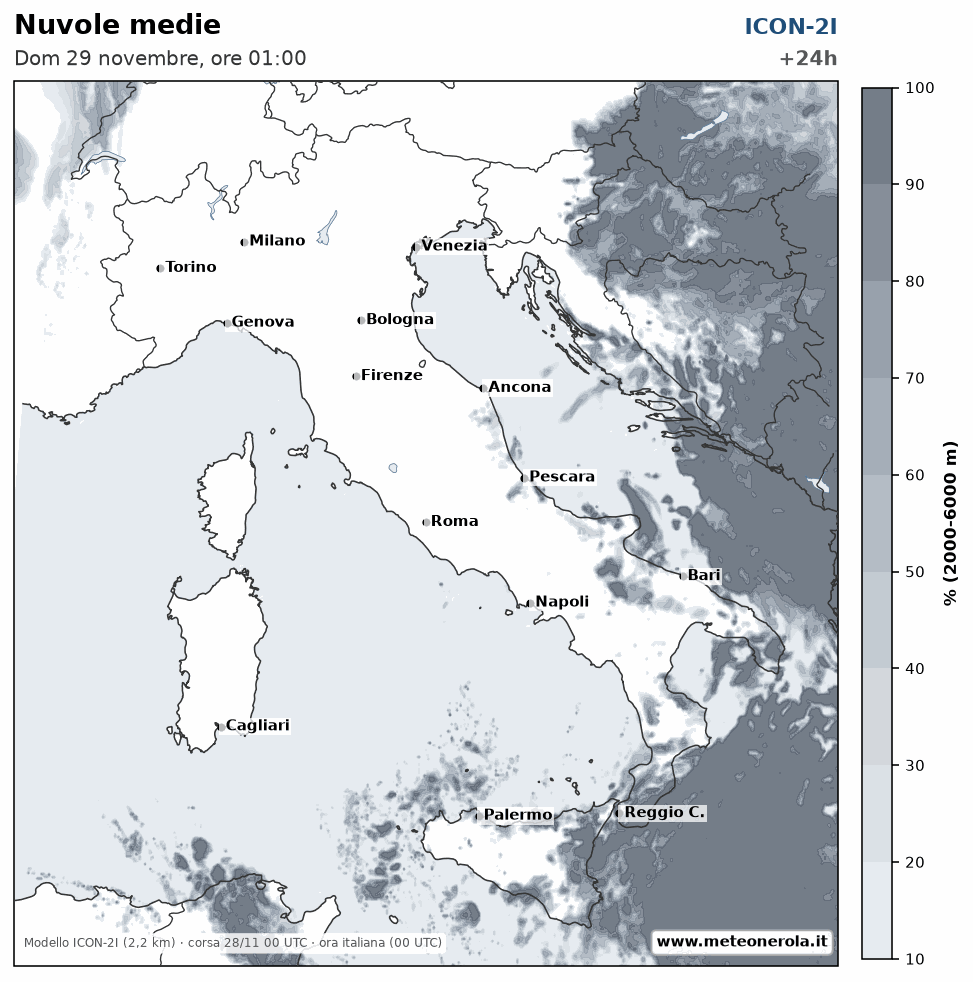 Nuvole medie
ICON-2I
Dom 29 novembre, ore 01:00
+24h
100
90
80
70
60
50
40
30
20
10
% (2000-6000 m)
Milano
Venezia
Torino
Genova
Bologna
Firenze
Ancona
Pescara
Roma
Bari
Napoli
Cagliari
Palermo
Reggio C.
Modello ICON-2I (2,2 km) · corsa 28/11 00 UTC · ora italiana (00 UTC)
www.meteonerola.it